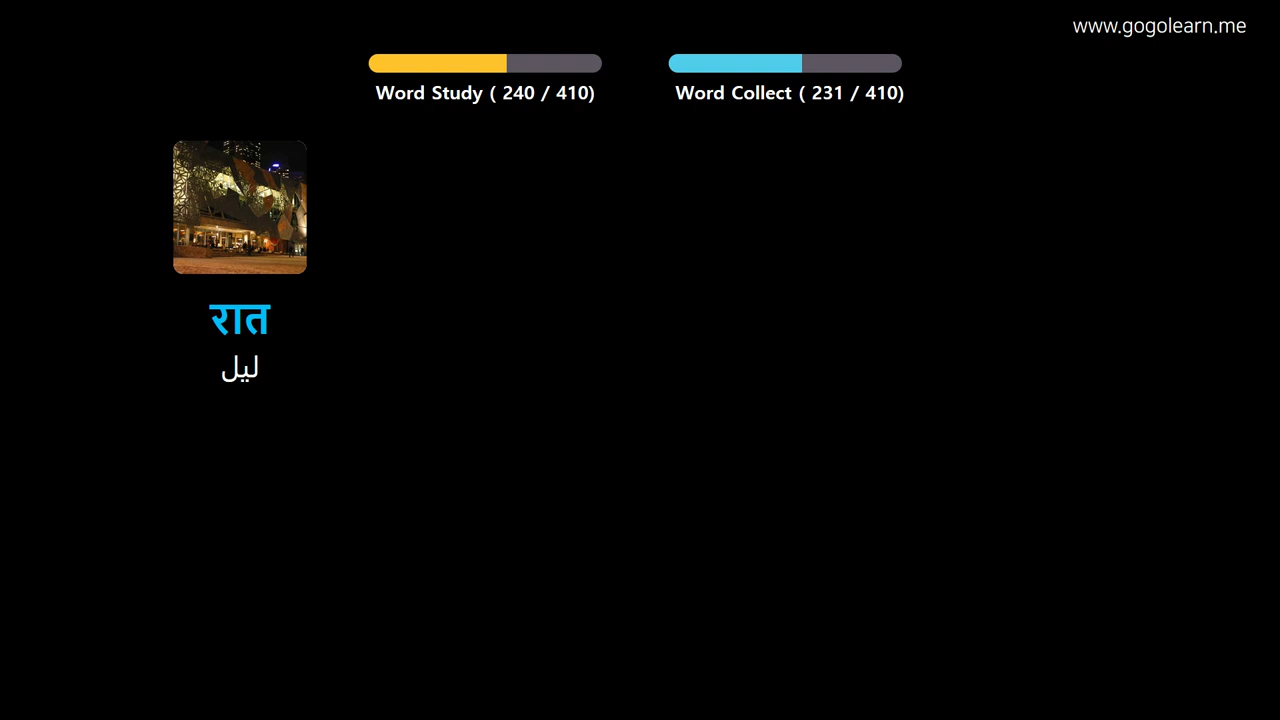 www.gogolearn.me
Word Study ( 240 / 410)
Word Collect ( 231 / 410)
रात
ليل